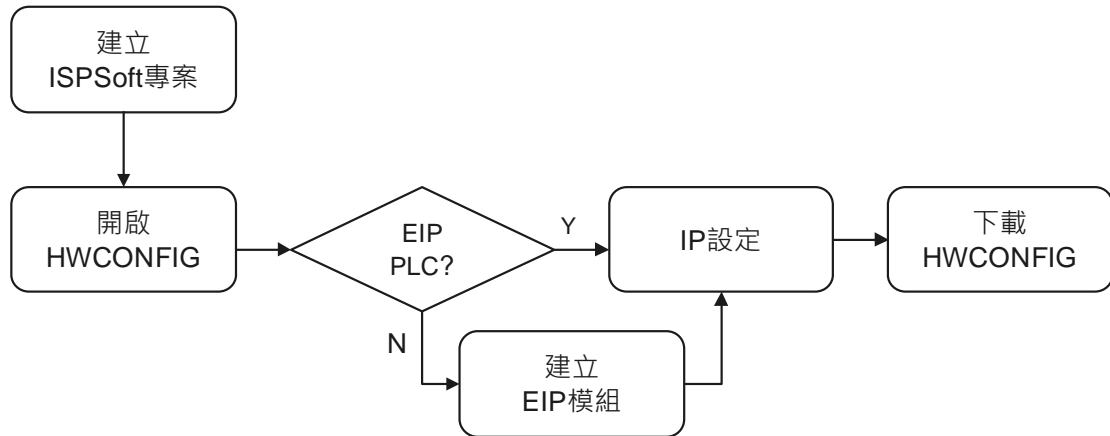 建立
ISPSoft專案
開啟
HWCONFIG
EIP
PLC?
Y
IP設定
下載
HWCONFIG
N
建立
EIP模組